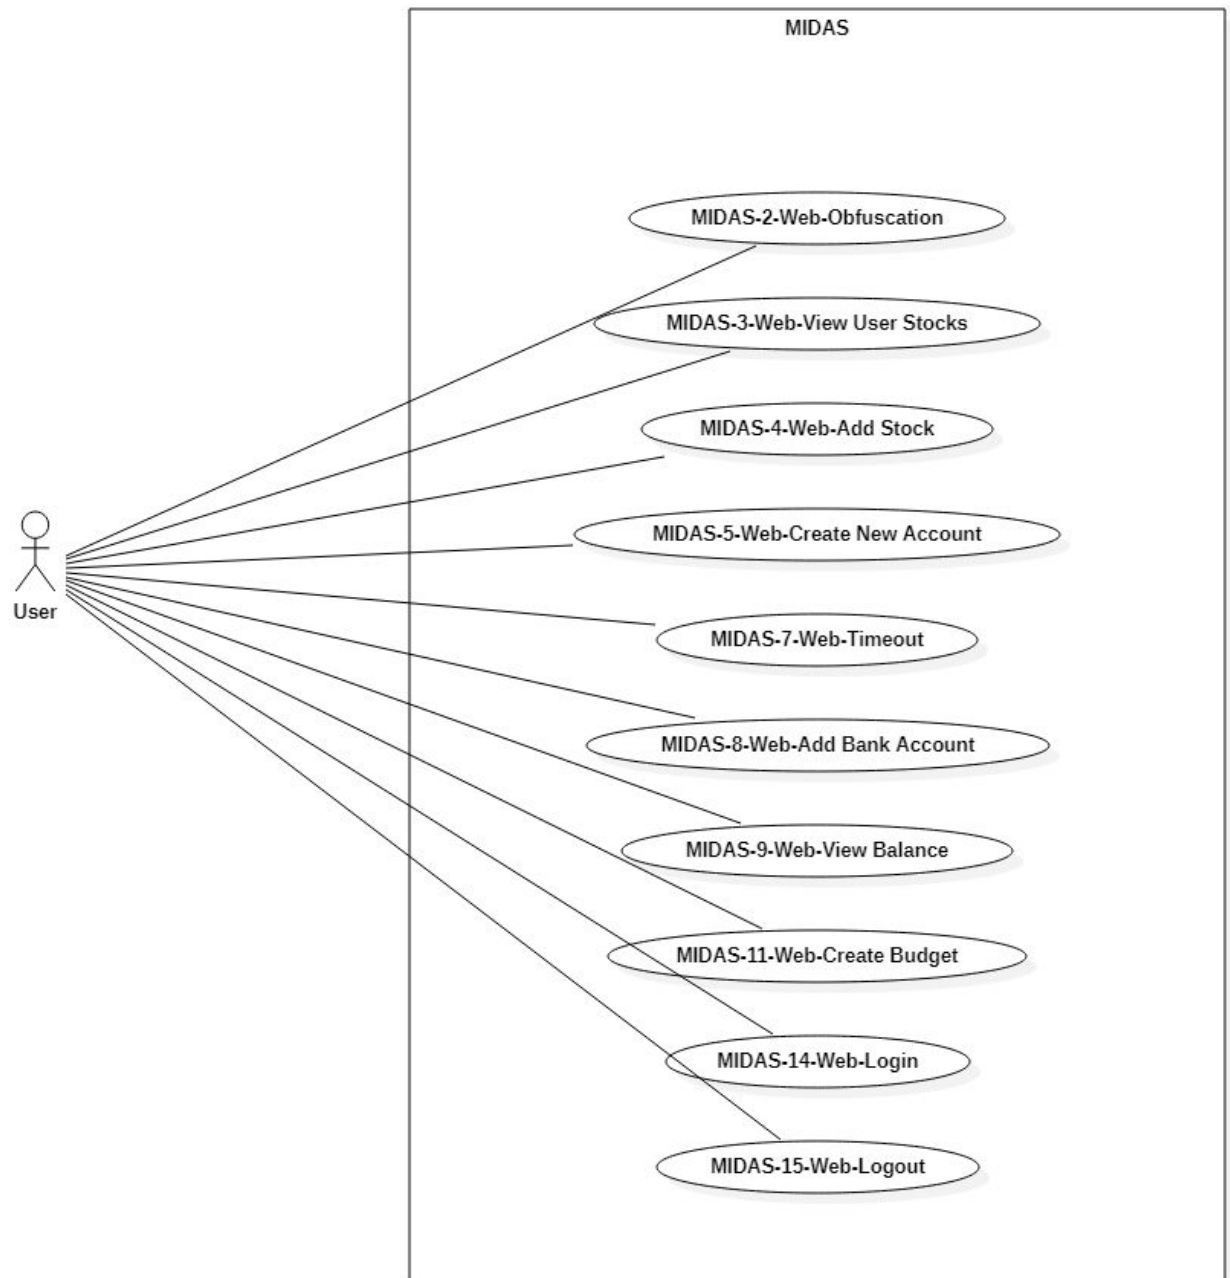 MIDAS
MIDAS-2-Web-Obfuscation
MIDAS-3-Web-View User Stocks
MIDAS-4-Web-Add Stock
MIDAS-5-Web-Create New Account
User
MIDAS-7-Web-Timeout
MIDAS-8-Web-Add Bank Account
MIDAS-9-Web-View Balance
MIDAS-11-Web-Create Budget
MIDAS-14-Web-Login
MIDAS-15-Web-Logout